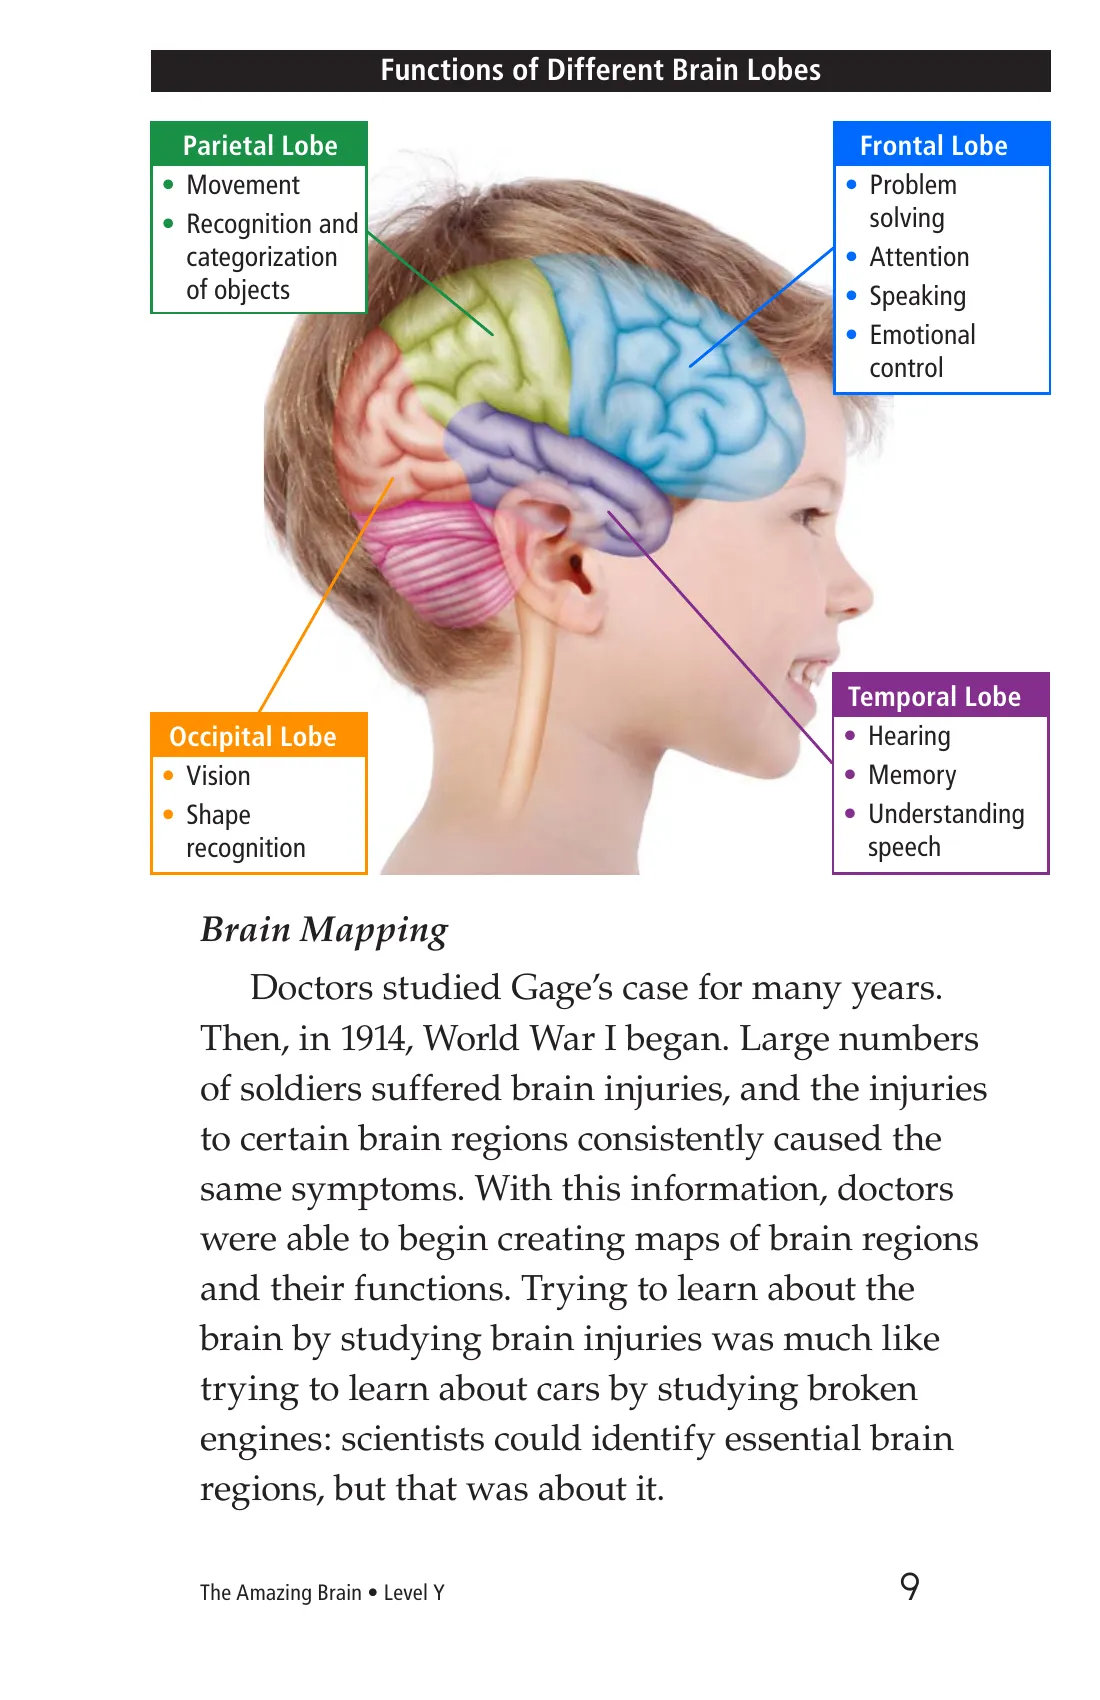 Functions of Different Brain Lobes
Parietal Lobe
• Movement
• Recognition and
categorization
of objects
Frontal Lobe
• Problem
solving
• Attention
• Speaking
• Emotional
control
Occipital Lobe
• Vision
• Shape
recognition
Temporal Lobe
• Hearing
• Memory
• Understanding
speech
Brain Mapping
Doctors studied Gage’s case for many years.
Then, in 1914, World War I began. Large numbers
of soldiers suffered brain injuries, and the injuries
to certain brain regions consistently caused the
same symptoms. With this information, doctors
were able to begin creating maps of brain regions
and their functions. Trying to learn about the
brain by studying brain injuries was much like
trying to learn about cars by studying broken
engines: scientists could identify essential brain
regions, but that was about it.
The Amazing Brain • Level Y
9